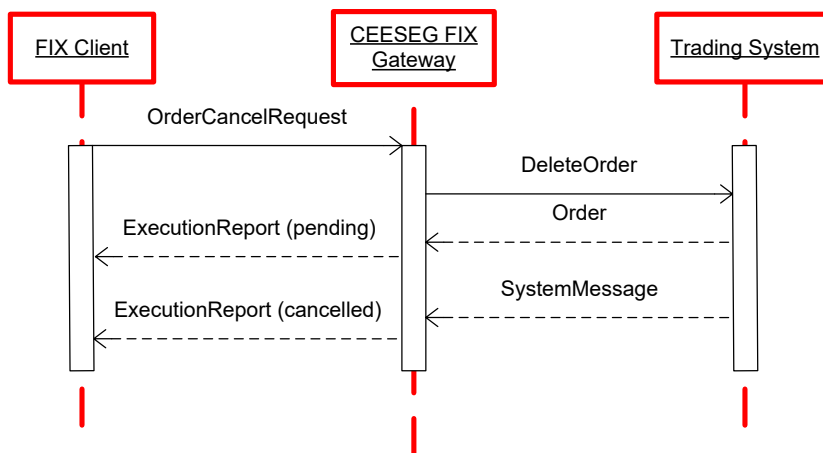 FIX Client
CEESEG FIX
Gateway
Trading System
OrderCancelRequest
DeleteOrder
Order
ExecutionReport (pending)
SystemMessage
ExecutionReport (cancelled)